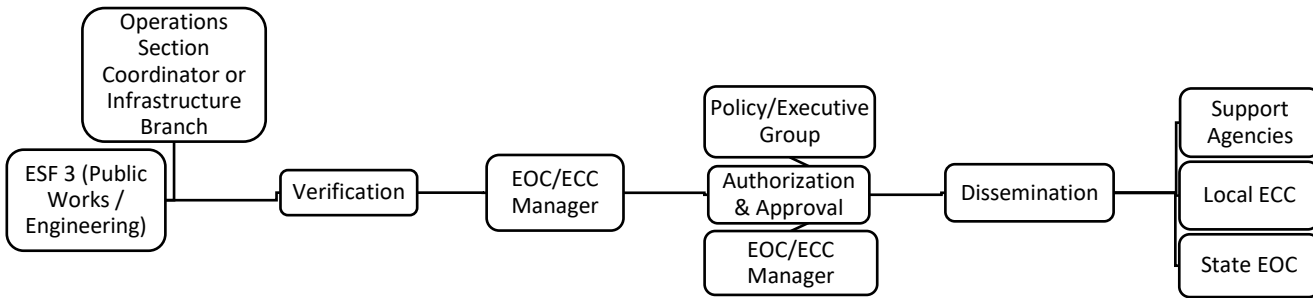 Operations
Section
Coordinator or
Infrastructure
Branch
ESF 3 (Public
Works /
Engineering)
Verification
EOC/ECC
Manager
Policy/Executive
Group
Authorization
& Approval
EOC/ECC
Manager
Dissemination
Support
Agencies
Local ECC
State EOC